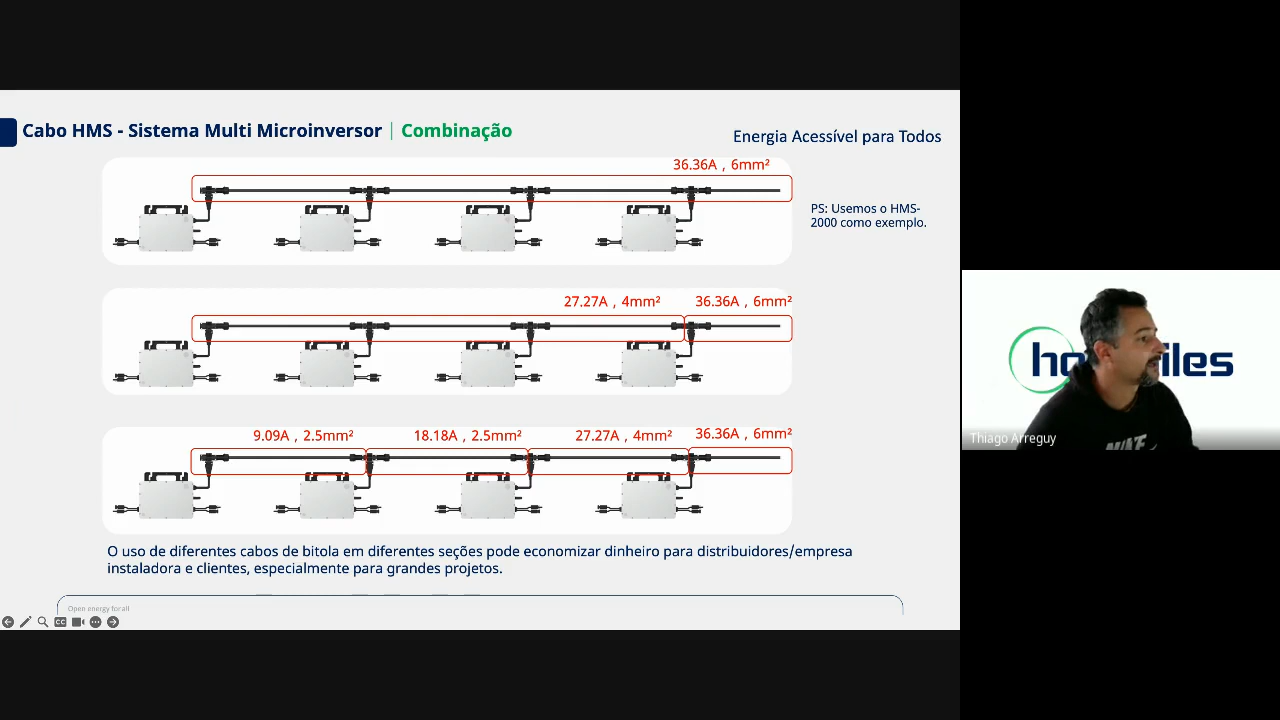 Cabo HMS - Sistema Multi Microinversor | Combinação
Energia Acessível para Todos
36.36A , 6mm²
PS: Usemos o HMS-
2000 como exemplo.
27.27A , 4mm² 36.36A , 6mm²
9.09A , 2.5mm² 18.18A , 2.5mm² 27.27A , 4mm² 36.36A , 6mm²
O uso de diferentes cabos de bitola em diferentes seções pode economizar dinheiro para distribuidores/empresa
instaladora e clientes, especialmente para grandes projetos.
Open energy for all
CC
Thiago Arreguy